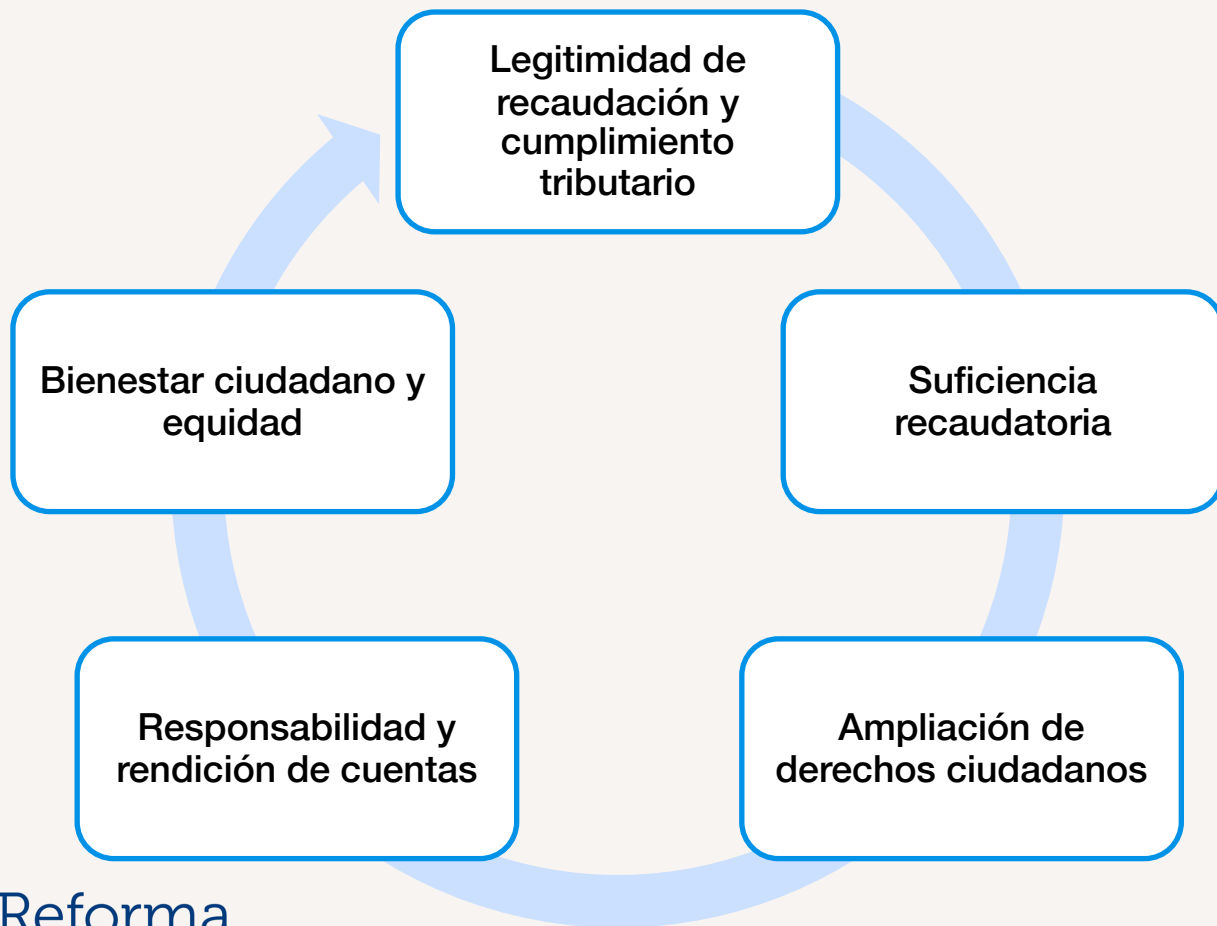 Legitimidad de
recaudación y
cumplimiento
tributario
Suficiencia
recaudatoria
Ampliación de
derechos ciudadanos
Responsabilidad y
rendición de cuentas
Bienestar ciudadano y
equidad
Reforma